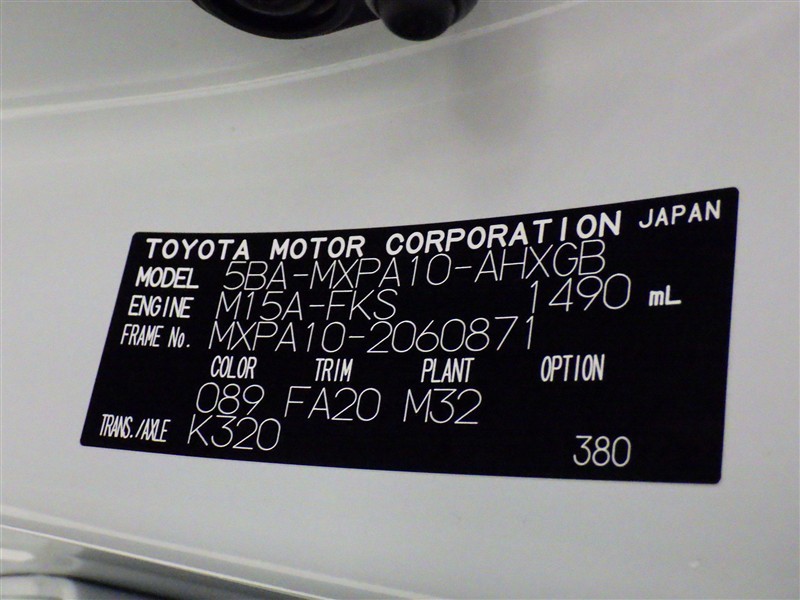 TOYOTA MOTOR CORPORATION JAPAN
MODEL 5BA-MXPA10-AHXGB
ENGINE M15A-FKS 1490 mL
FRAME No. MXPA10-2060871
COLOR TRIM PLANT OPTION
089 FA20 M32
TRANS./AXLE K320
380